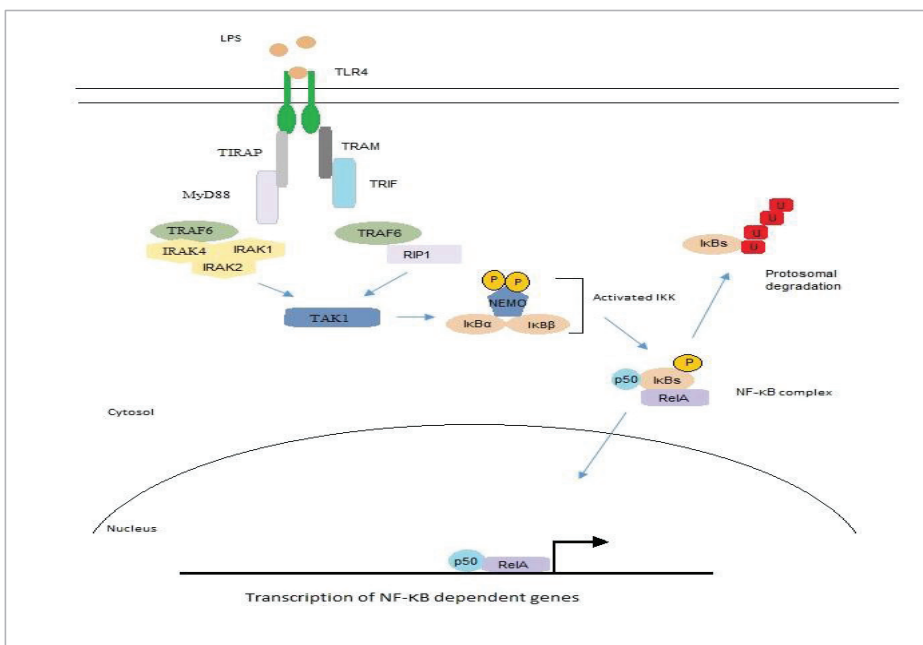 LPS
TLR4
TIRAP
TRAM
TRIF
MyD88
TRAF6
IRAK4
IRAK1
IRAK2
TRAF6
RIP1
TAK1
P P
NEMO
IκBα
IκBβ
Activated IKK
U
U
U
U
IκBs
Protosomal
degradation
P
p50
IκBs
RelA
NF-κB complex
Cytosol
Nucleus
p50
RelA
Transcription of NF-KB dependent genes